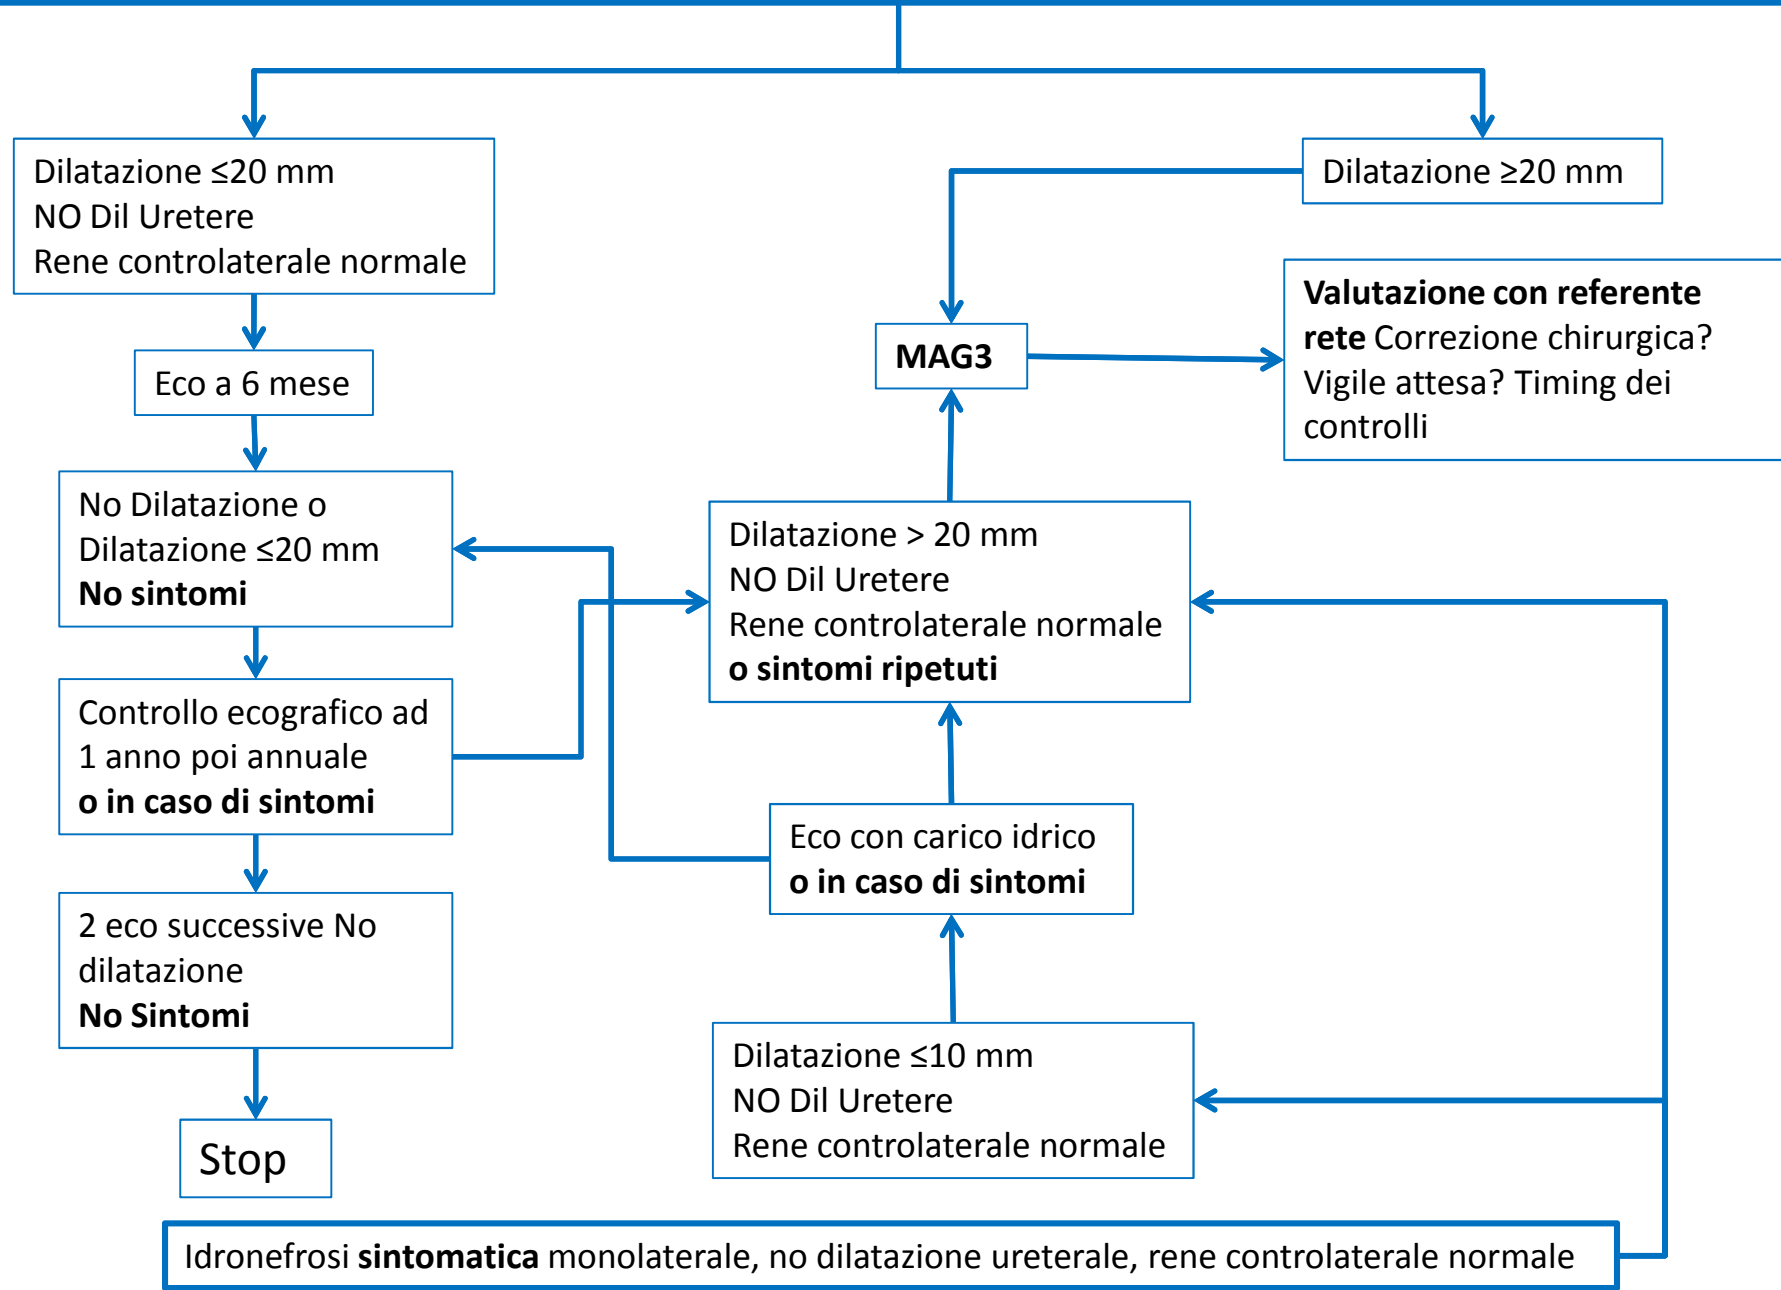 Dilatazione ≤20 mm
NO Dil Uretere
Rene controlaterale normale
Dilatazione ≥20 mm
Valutazione con referente
rete Correzione chirurgica?
Vigile attesa? Timing dei
controlli
MAG3
Eco a 6 mese
No Dilatazione o
Dilatazione ≤20 mm
No sintomi
Dilatazione > 20 mm
NO Dil Uretere
Rene controlaterale normale
o sintomi ripetuti
Controllo ecografico ad
1 anno poi annuale
o in caso di sintomi
Eco con carico idrico
o in caso di sintomi
2 eco successive No
dilatazione
No Sintomi
Dilatazione ≤10 mm
NO Dil Uretere
Rene controlaterale normale
Stop
Idronefrosi sintomatica monolaterale, no dilatazione ureterale, rene controlaterale normale